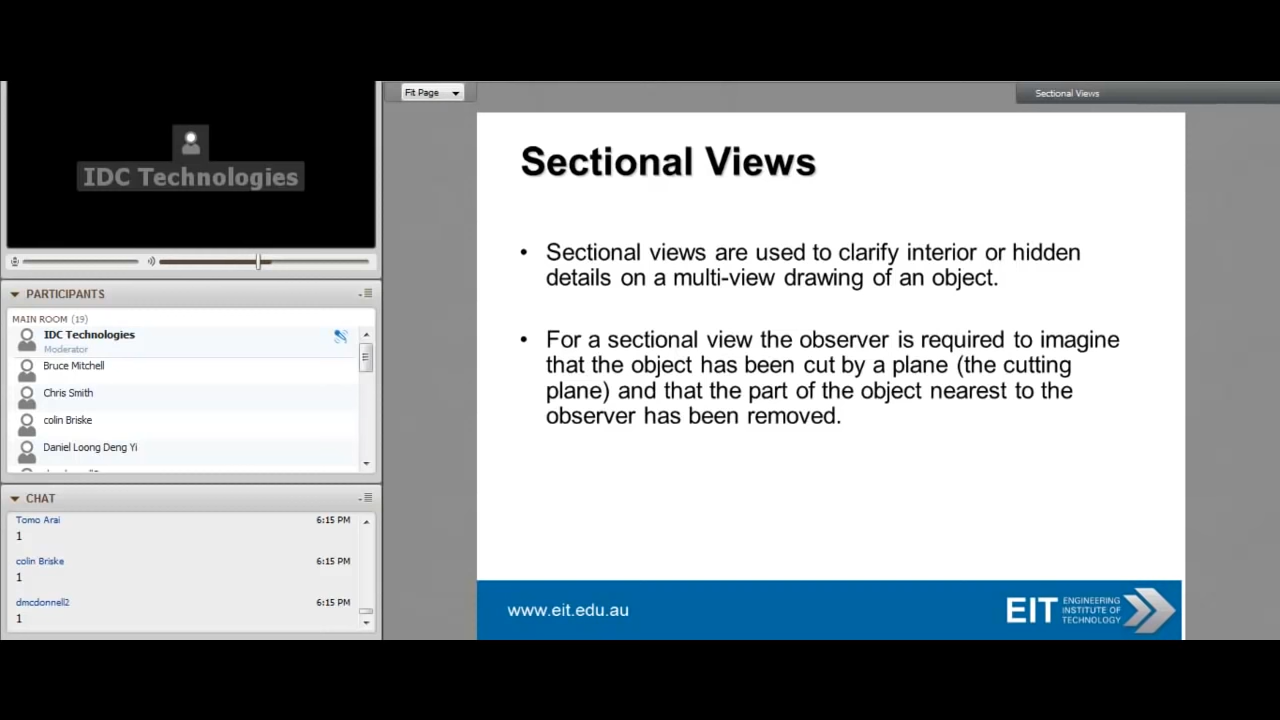 IDC Technologies
PARTICIPANTS
MAIN ROOM (19)
IDC Technologies
Moderator
Bruce Mitchell
Chris Smith
colin Briske
Daniel Loong Deng Yi
CHAT
Tomo Arai 6:15 PM
1
colin Briske 6:15 PM
1
dmcdonnell2 6:15 PM
1
Fit Page
Sectional Views
Sectional Views
• Sectional views are used to clarify interior or hidden
details on a multi-view drawing of an object.
• For a sectional view the observer is required to imagine
that the object has been cut by a plane (the cutting
plane) and that the part of the object nearest to the
observer has been removed.
www.eit.edu.au
EIT
ENGINEERING
INSTITUTE OF
TECHNOLOGY